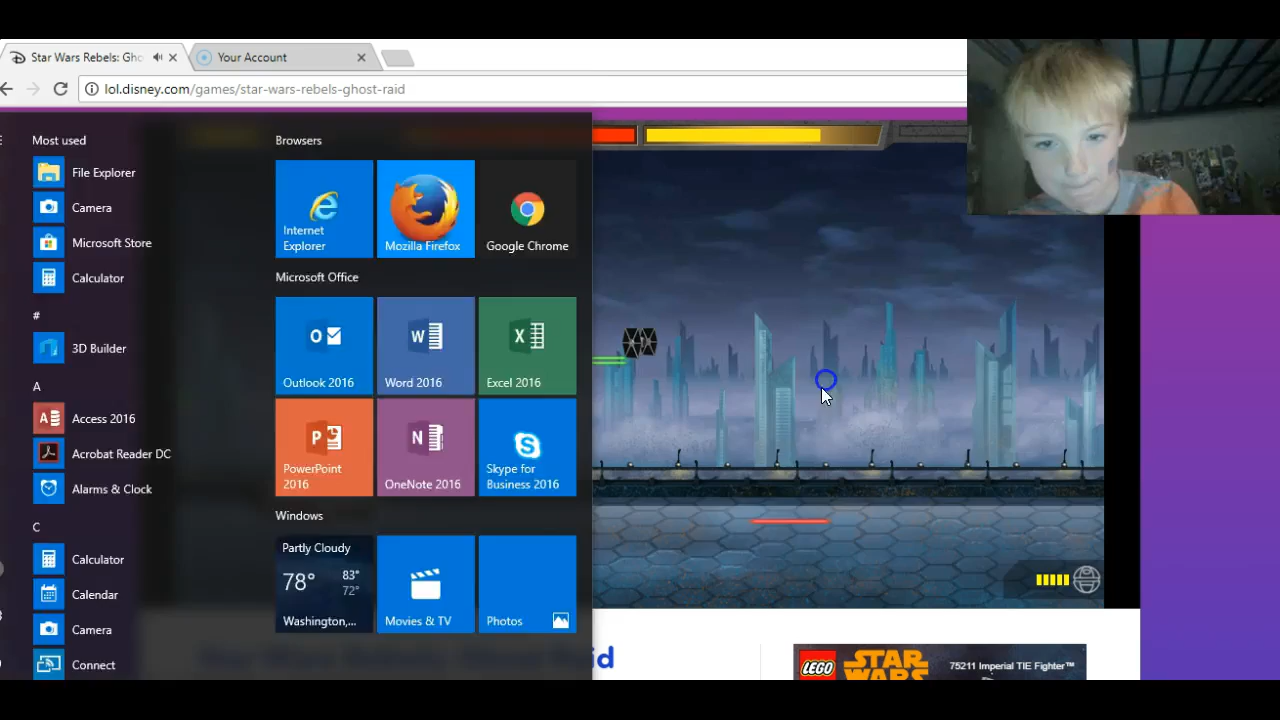 Star Wars Rebels: Gho
Your Account
lol.disney.com/games/star-wars-rebels-ghost-raid
Most used
File Explorer
Camera
Microsoft Store
Calculator
#
3D Builder
A
Access 2016
Acrobat Reader DC
Alarms & Clock
C
Calculator
Calendar
Camera
Connect
Browsers
Internet
Explorer
Mozilla Firefox
Google Chrome
Microsoft Office
Outlook 2016
Word 2016
Excel 2016
PowerPoint
2016
OneNote 2016
Skype for
Business 2016
Windows
Partly Cloudy
78° 83°
72°
Washington,...
Movies & TV
Photos
LEGO
STAR
WARS
75211 Imperial TIE Fighter™